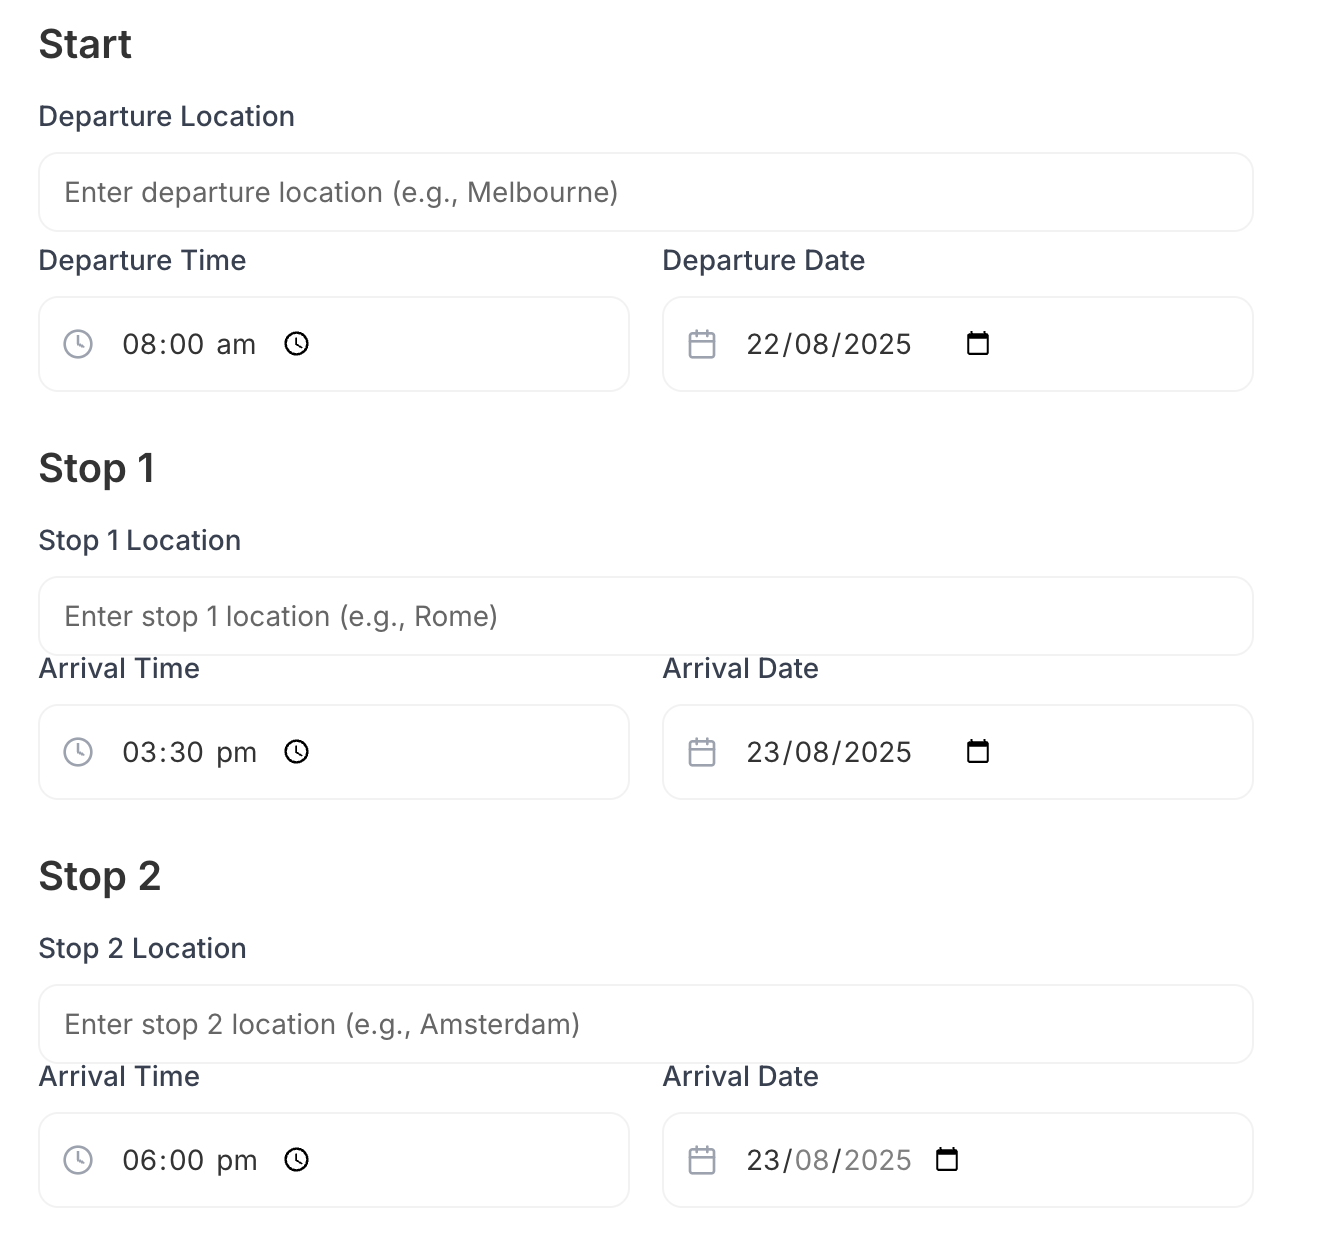 Start
Departure Location
Enter departure location (e.g., Melbourne)
Departure Time Departure Date
08:00 am 22/08/2025
Stop 1
Stop 1 Location
Enter stop 1 location (e.g., Rome)
Arrival Time Arrival Date
03:30 pm 23/08/2025
Stop 2
Stop 2 Location
Enter stop 2 location (e.g., Amsterdam)
Arrival Time Arrival Date
06:00 pm 23/08/2025